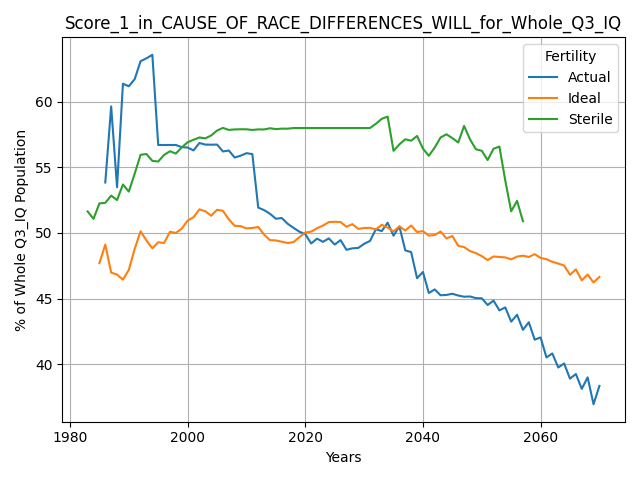 Score_1_in_CAUSE_OF_RACE_DIFFERENCES_WILL_for_Whole_Q3_IQ
Fertility
Actual
Ideal
Sterile
% of Whole Q3_IQ Population
60
55
50
45
40
1980
2000
2020
2040
2060
Years